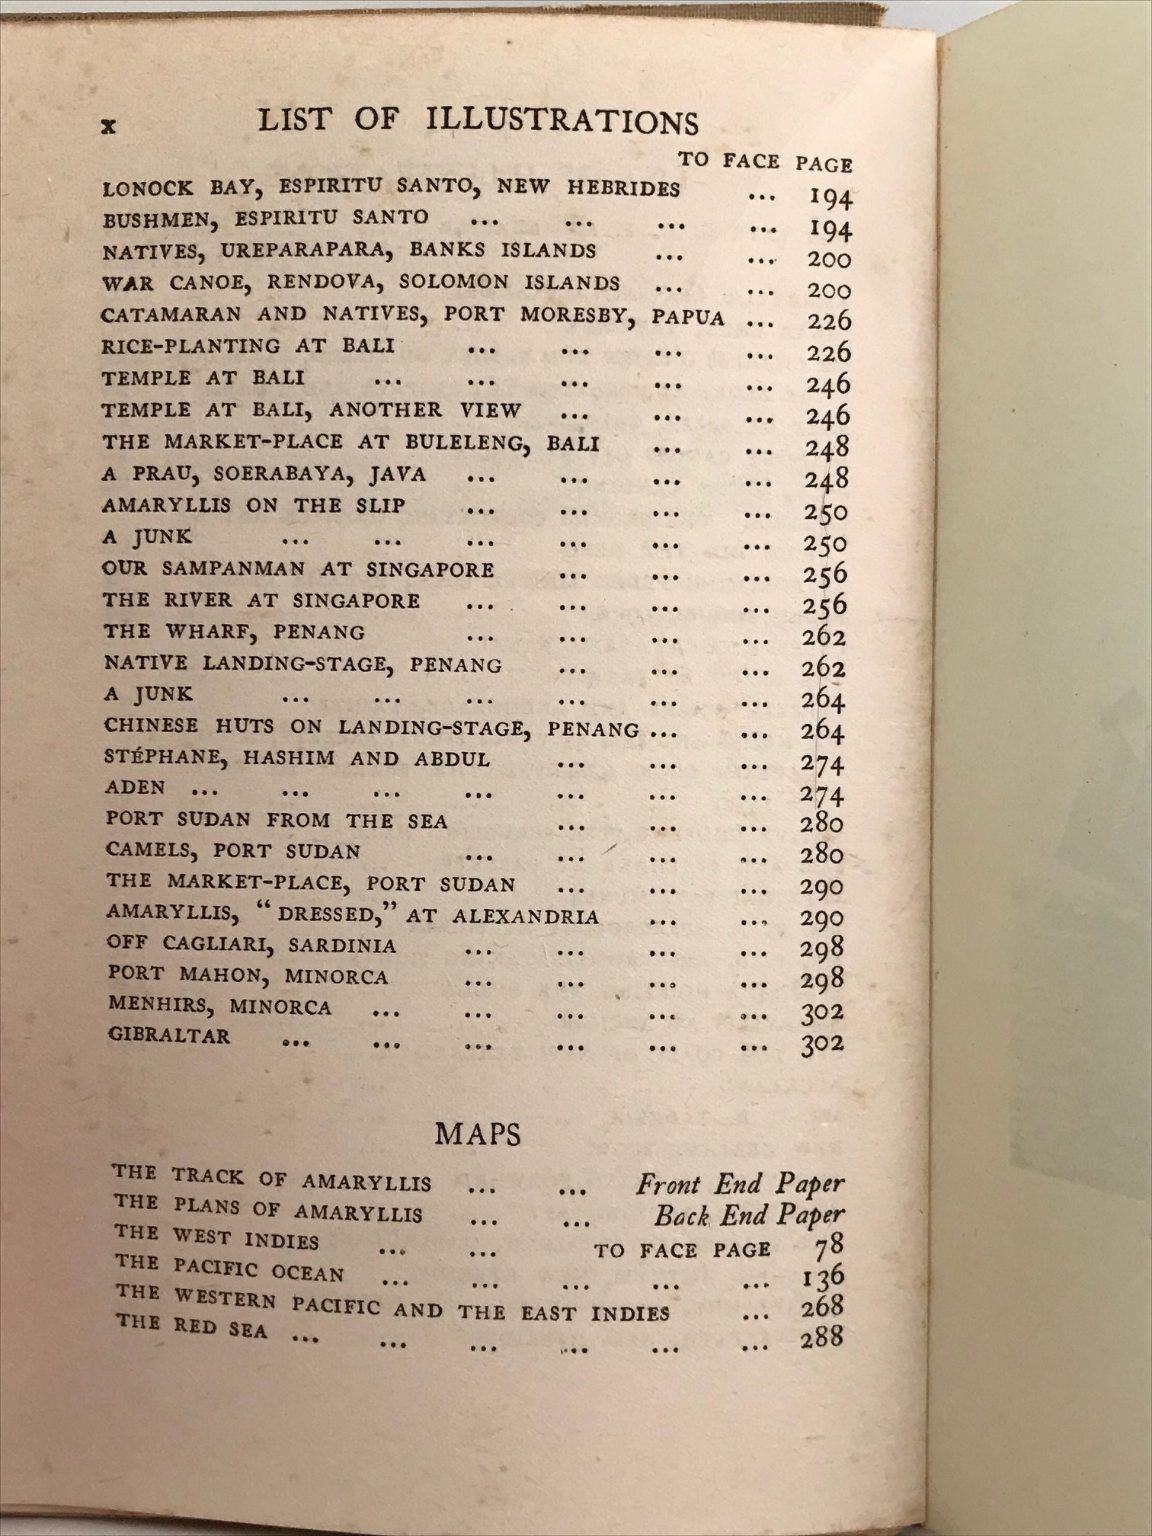 x LIST OF ILLUSTRATIONS
TO FACE PAGE
LONOCK BAY, ESPIRITU SANTO, NEW HEBRIDES ... 194
BUSHMEN, ESPIRITU SANTO ... ... ... ... 194
NATIVES, UREPARAPARA, BANKS ISLANDS ... ... 200
WAR CANOE, RENDOVA, SOLOMON ISLANDS ... ... 200
CATAMARAN AND NATIVES, PORT MORESBY, PAPUA ... 226
RICE-PLANTING AT BALI ... ... ... ... 226
TEMPLE AT BALI ... ... ... ... ... 246
TEMPLE AT BALI, ANOTHER VIEW ... ... ... 246
THE MARKET-PLACE AT BULELENG, BALI ... ... 248
A PRAU, SOERABAYA, JAVA ... ... ... ... 248
AMARYLLIS ON THE SLIP ... ... ... ... 250
A JUNK ... ... ... ... ... ... 250
OUR SAMPANMAN AT SINGAPORE ... ... ... 256
THE RIVER AT SINGAPORE ... ... ... ... 256
THE WHARF, PENANG ... ... ... ... 262
NATIVE LANDING-STAGE, PENANG ... ... ... 262
A JUNK ... ... ... ... ... ... 264
CHINESE HUTS ON LANDING-STAGE, PENANG ... ... 264
STÉPHANE, HASHIM AND ABDUL ... ... ... 274
ADEN ... ... ... ... ... ... ... 274
PORT SUDAN FROM THE SEA ... ... ... 280
CAMELS, PORT SUDAN ... ... ... ... 280
THE MARKET-PLACE, PORT SUDAN ... ... ... 290
AMARYLLIS, "DRESSED," AT ALEXANDRIA ... ... 290
OFF CAGLIARI, SARDINIA ... ... ... ... 298
PORT MAHON, MINORCA ... ... ... ... 298
MENHIRS, MINORCA ... ... ... ... ... 302
GIBRALTAR ... ... ... ... ... ... 302
MAPS
THE TRACK OF AMARYLLIS ... ... Front End Paper
THE PLANS OF AMARYLLIS ... ... Back End Paper
THE WEST INDIES ... ... TO FACE PAGE 78
THE PACIFIC OCEAN ... ... ... ... ... 136
THE WESTERN PACIFIC AND THE EAST INDIES ... 268
THE RED SEA ... ... ... ... ... ... 288